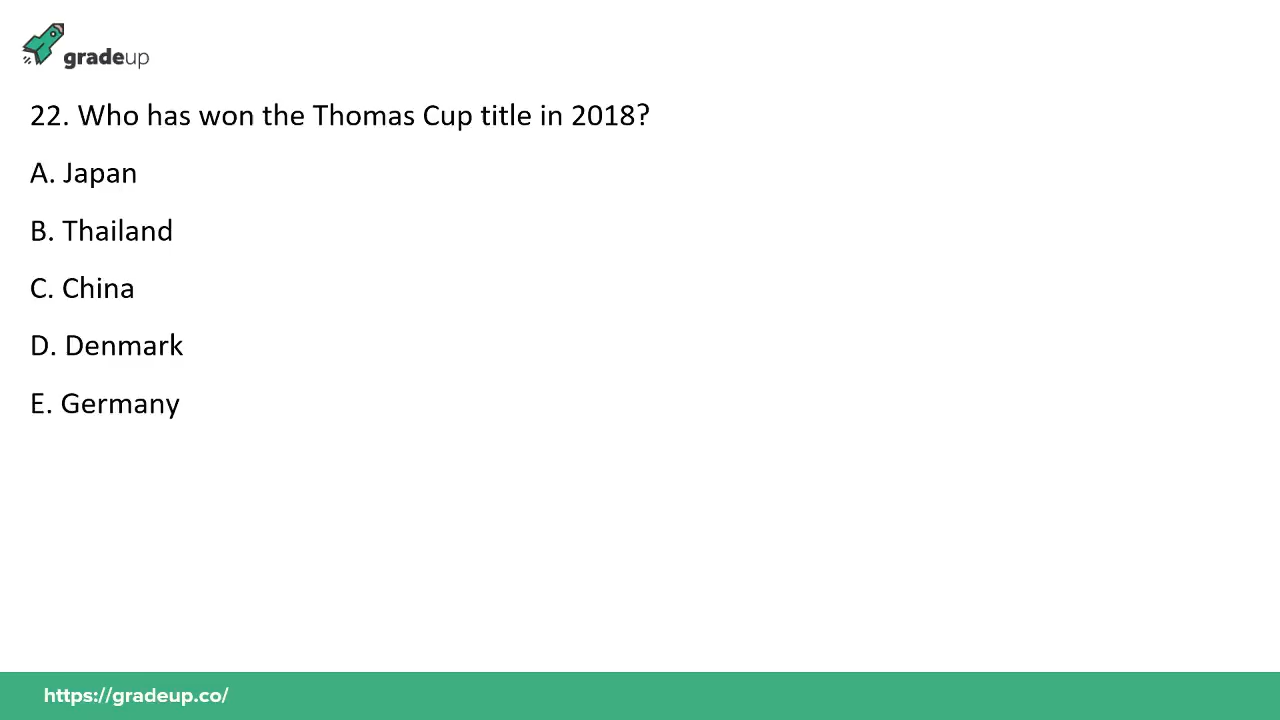 gradeup
22. Who has won the Thomas Cup title in 2018?
A. Japan
B. Thailand
C. China
D. Denmark
E. Germany
https://gradeup.co/